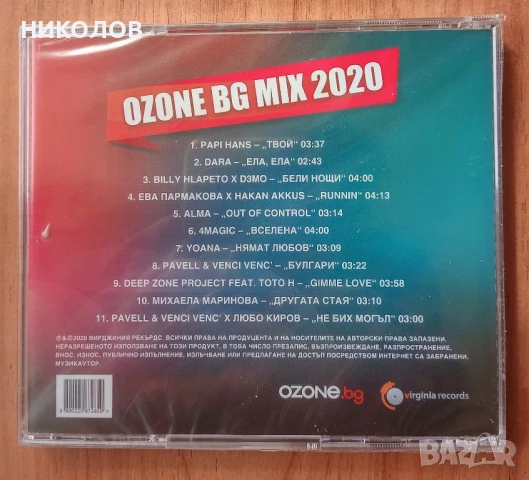 НИКОЛОВ
OZONE BG MIX 2020
1. PAPI HANS – „ТВОЙ“ 03:37
2. DARA – „ЕЛА, ЕЛА“ 02:43
3. BILLY HLAPETO X D3MO – „БЕЛИ НОЩИ“ 04:00
4. ЕВА ПАРМАКОВА X HAKAN AKKUS – „RUNNIN“ 04:13
5. ALMA – „OUT OF CONTROL“ 03:14
6. 4MAGIC – „ВСЕЛЕНА“ 04:00
7. YOANA – „НЯМАТ ЛЮБОВ“ 03:09
8. PAVELL & VENCI VENC’ – „БУЛГАРИ“ 03:22
9. DEEP ZONE PROJECT FEAT. TOTO H – „GIMME LOVE“ 03:58
10. МИХАЕЛА МАРИНОВА – „ДРУГАТА СТАЯ“ 03:10
11. PAVELL & VENCI VENC’ X ЛЮБО КИРОВ – „НЕ БИХ МОГЪЛ“ 03:00
℗&©2020 ВИРДЖИНИЯ РЕКЪРДС. ВСИЧКИ ПРАВА НА ПРОДУЦЕНТА И НА НОСИТЕЛИТЕ НА АВТОРСКИ ПРАВА ЗАПАЗЕНИ.
НЕРАЗРЕШЕНОТО ИЗПОЛЗВАНЕ НА ТОЗИ ПРОДУКТ, В ТОВА ЧИСЛО ПРЕЗАПИС, ВЪЗПРОИЗВЕЖДАНЕ, РАЗПРОСТРАНЕНИЕ,
ВНОС, ИЗНОС, ПУБЛИЧНО ИЗПЪЛНЕНИЕ, ИЗЛЪЧВАНЕ ИЛИ ПРЕДЛАГАНЕ НА ДОСТЪП ПОСРЕДСТВОМ ИНТЕРНЕТ СА ЗАБРАНЕНИ.
МУЗИКАУТОР.
OZONE.bg
virginia records
BAZAR